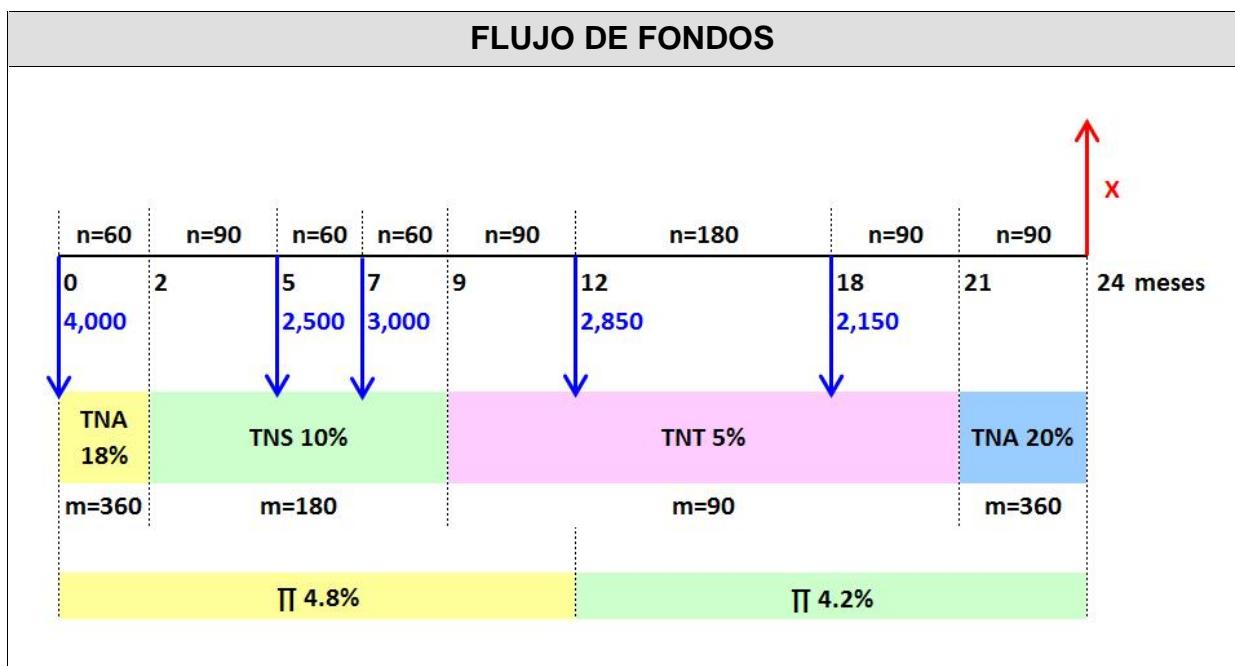 FLUJO DE FONDOS
X
n=60 n=90 n=60 n=60 n=90 n=180 n=90 n=90
0 2 5 7 9 12 18 21 24 meses
4,000 2,500 3,000 2,850 2,150
TNA 18% TNS 10% TNT 5% TNA 20%
m=360 m=180 m=90 m=360
∏ 4.8% ∏ 4.2%